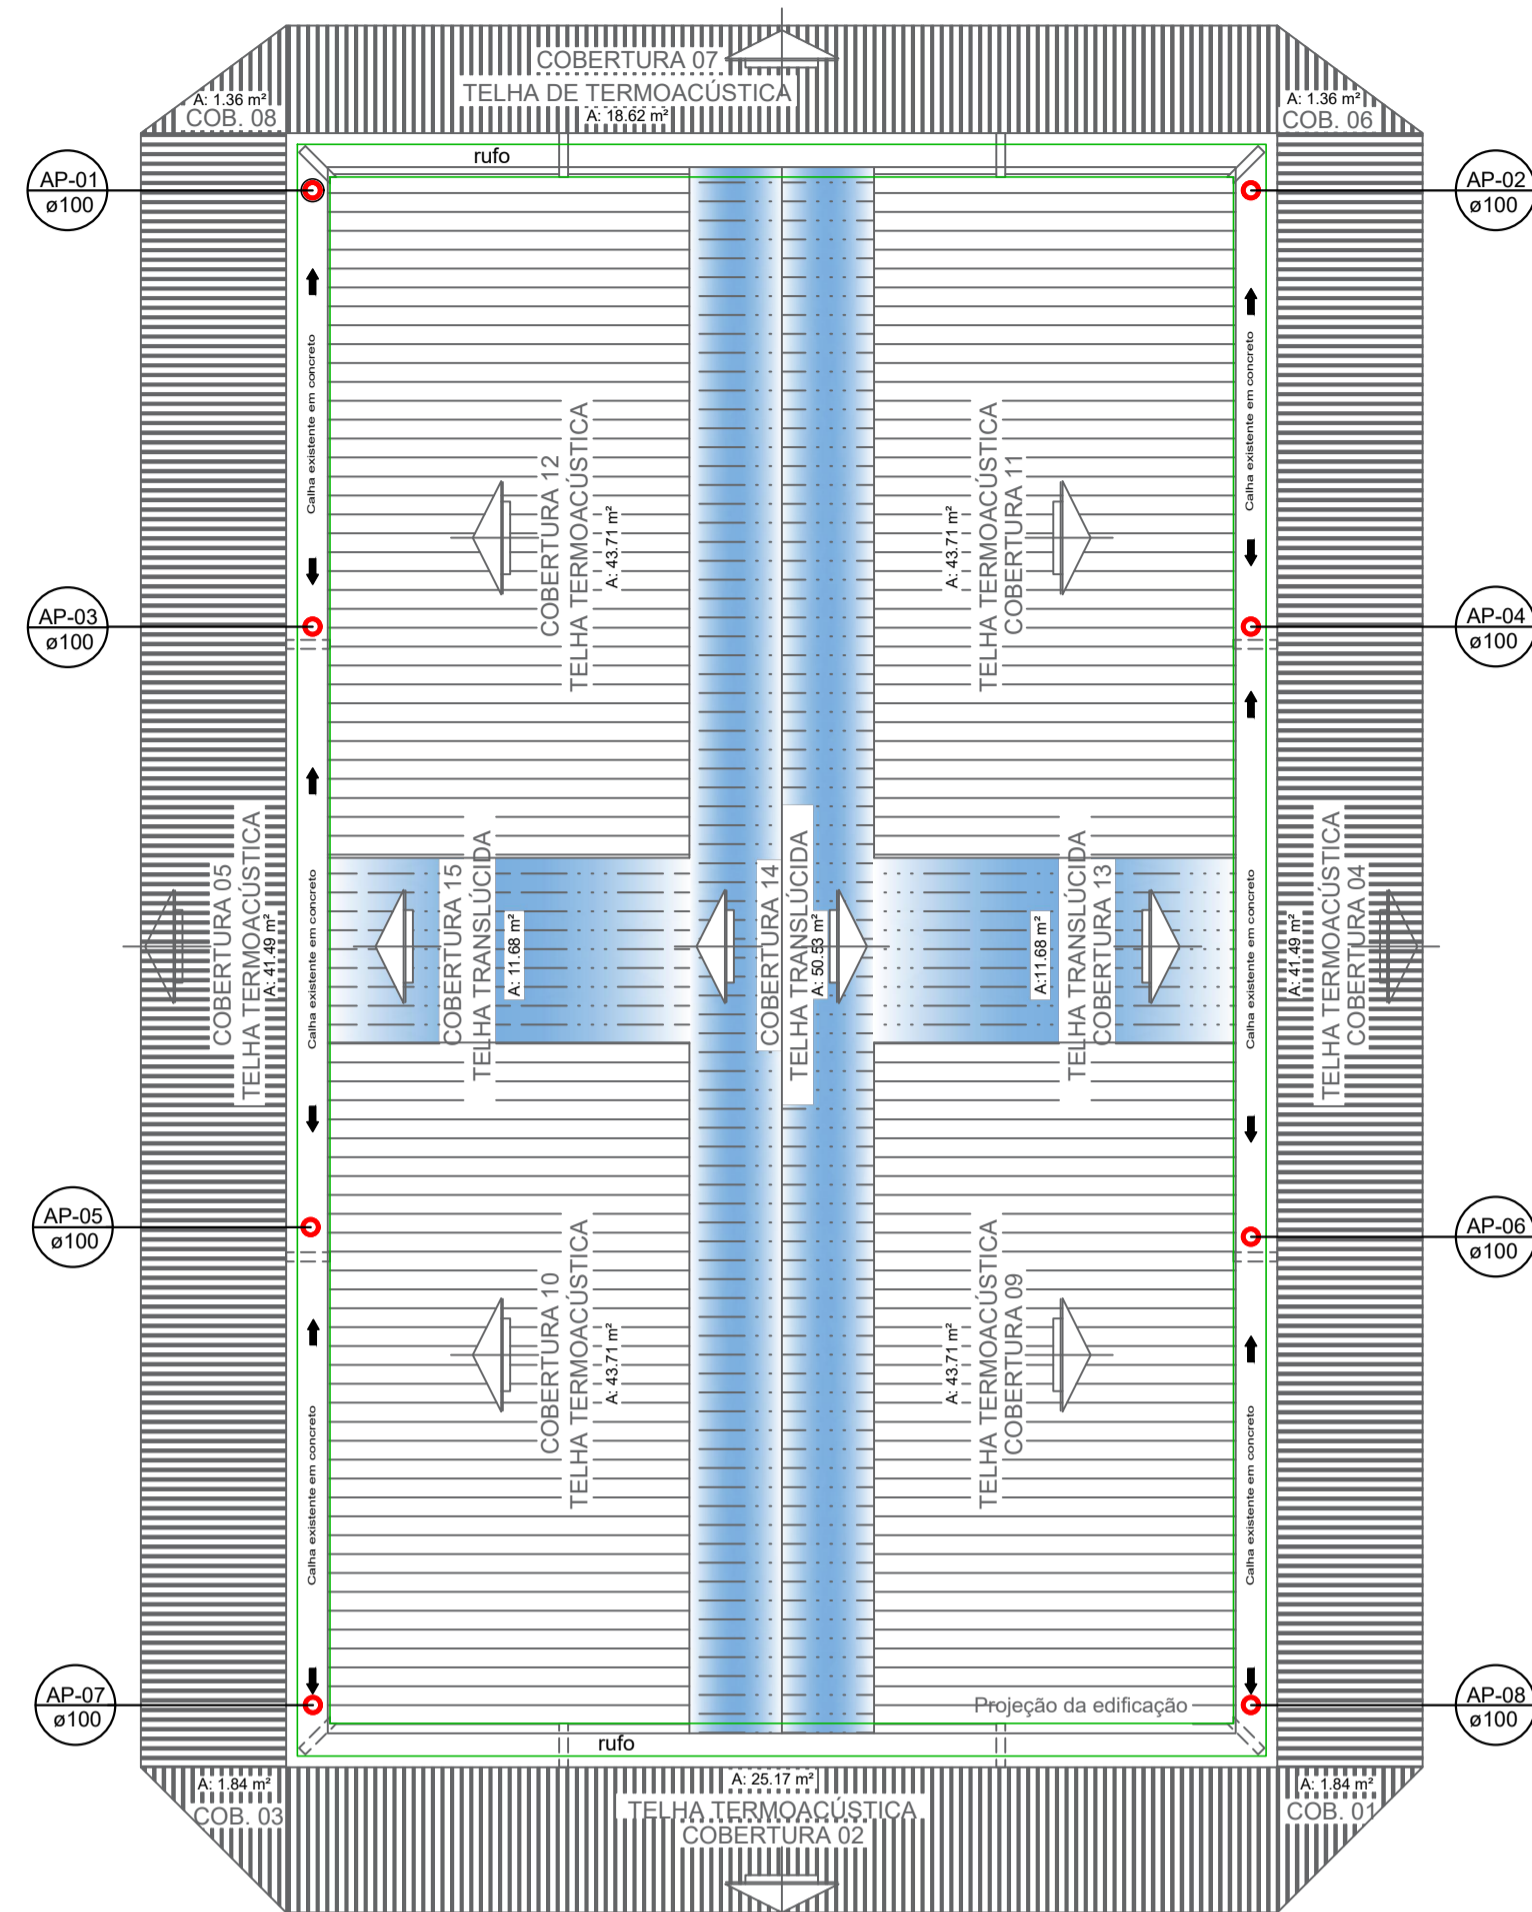 COBERTURA 07
TELHA DE TERMOACÚSTICA
A: 18.62 m²
A: 1.36 m²
COB. 08
A: 1.36 m²
COB. 06
rufo
AP-01
ø100
AP-02
ø100
Calha existente em concreto
Calha existente em concreto
COBERTURA 12
TELHA TERMOACÚSTICA
A: 43.71 m²
A: 43.71 m²
TELHA TERMOACÚSTICA
COBERTURA 11
AP-03
ø100
AP-04
ø100
COBERTURA 05
TELHA TERMOACÚSTICA
A: 41.49 m²
Calha existente em concreto
COBERTURA 15
TELHA TRANSLÚCIDA
A: 11.68 m²
COBERTURA 14
TELHA TRANSLÚCIDA
A: 50.53 m²
A:11.68 m²
TELHA TRANSLÚCIDA
COBERTURA 13
Calha existente em concreto
A: 41.49 m²
TELHA TERMOACÚSTICA
COBERTURA 04
AP-05
ø100
AP-06
ø100
COBERTURA 10
TELHA TERMOACÚSTICA
A: 43.71 m²
A: 43.71 m²
TELHA TERMOACÚSTICA
COBERTURA 09
Calha existente em concreto
Calha existente em concreto
AP-07
ø100
Projeção da edificação
AP-08
ø100
rufo
A: 1.84 m²
COB. 03
A: 25.17 m²
TELHA TERMOACÚSTICA
COBERTURA 02
A: 1.84 m²
COB. 01